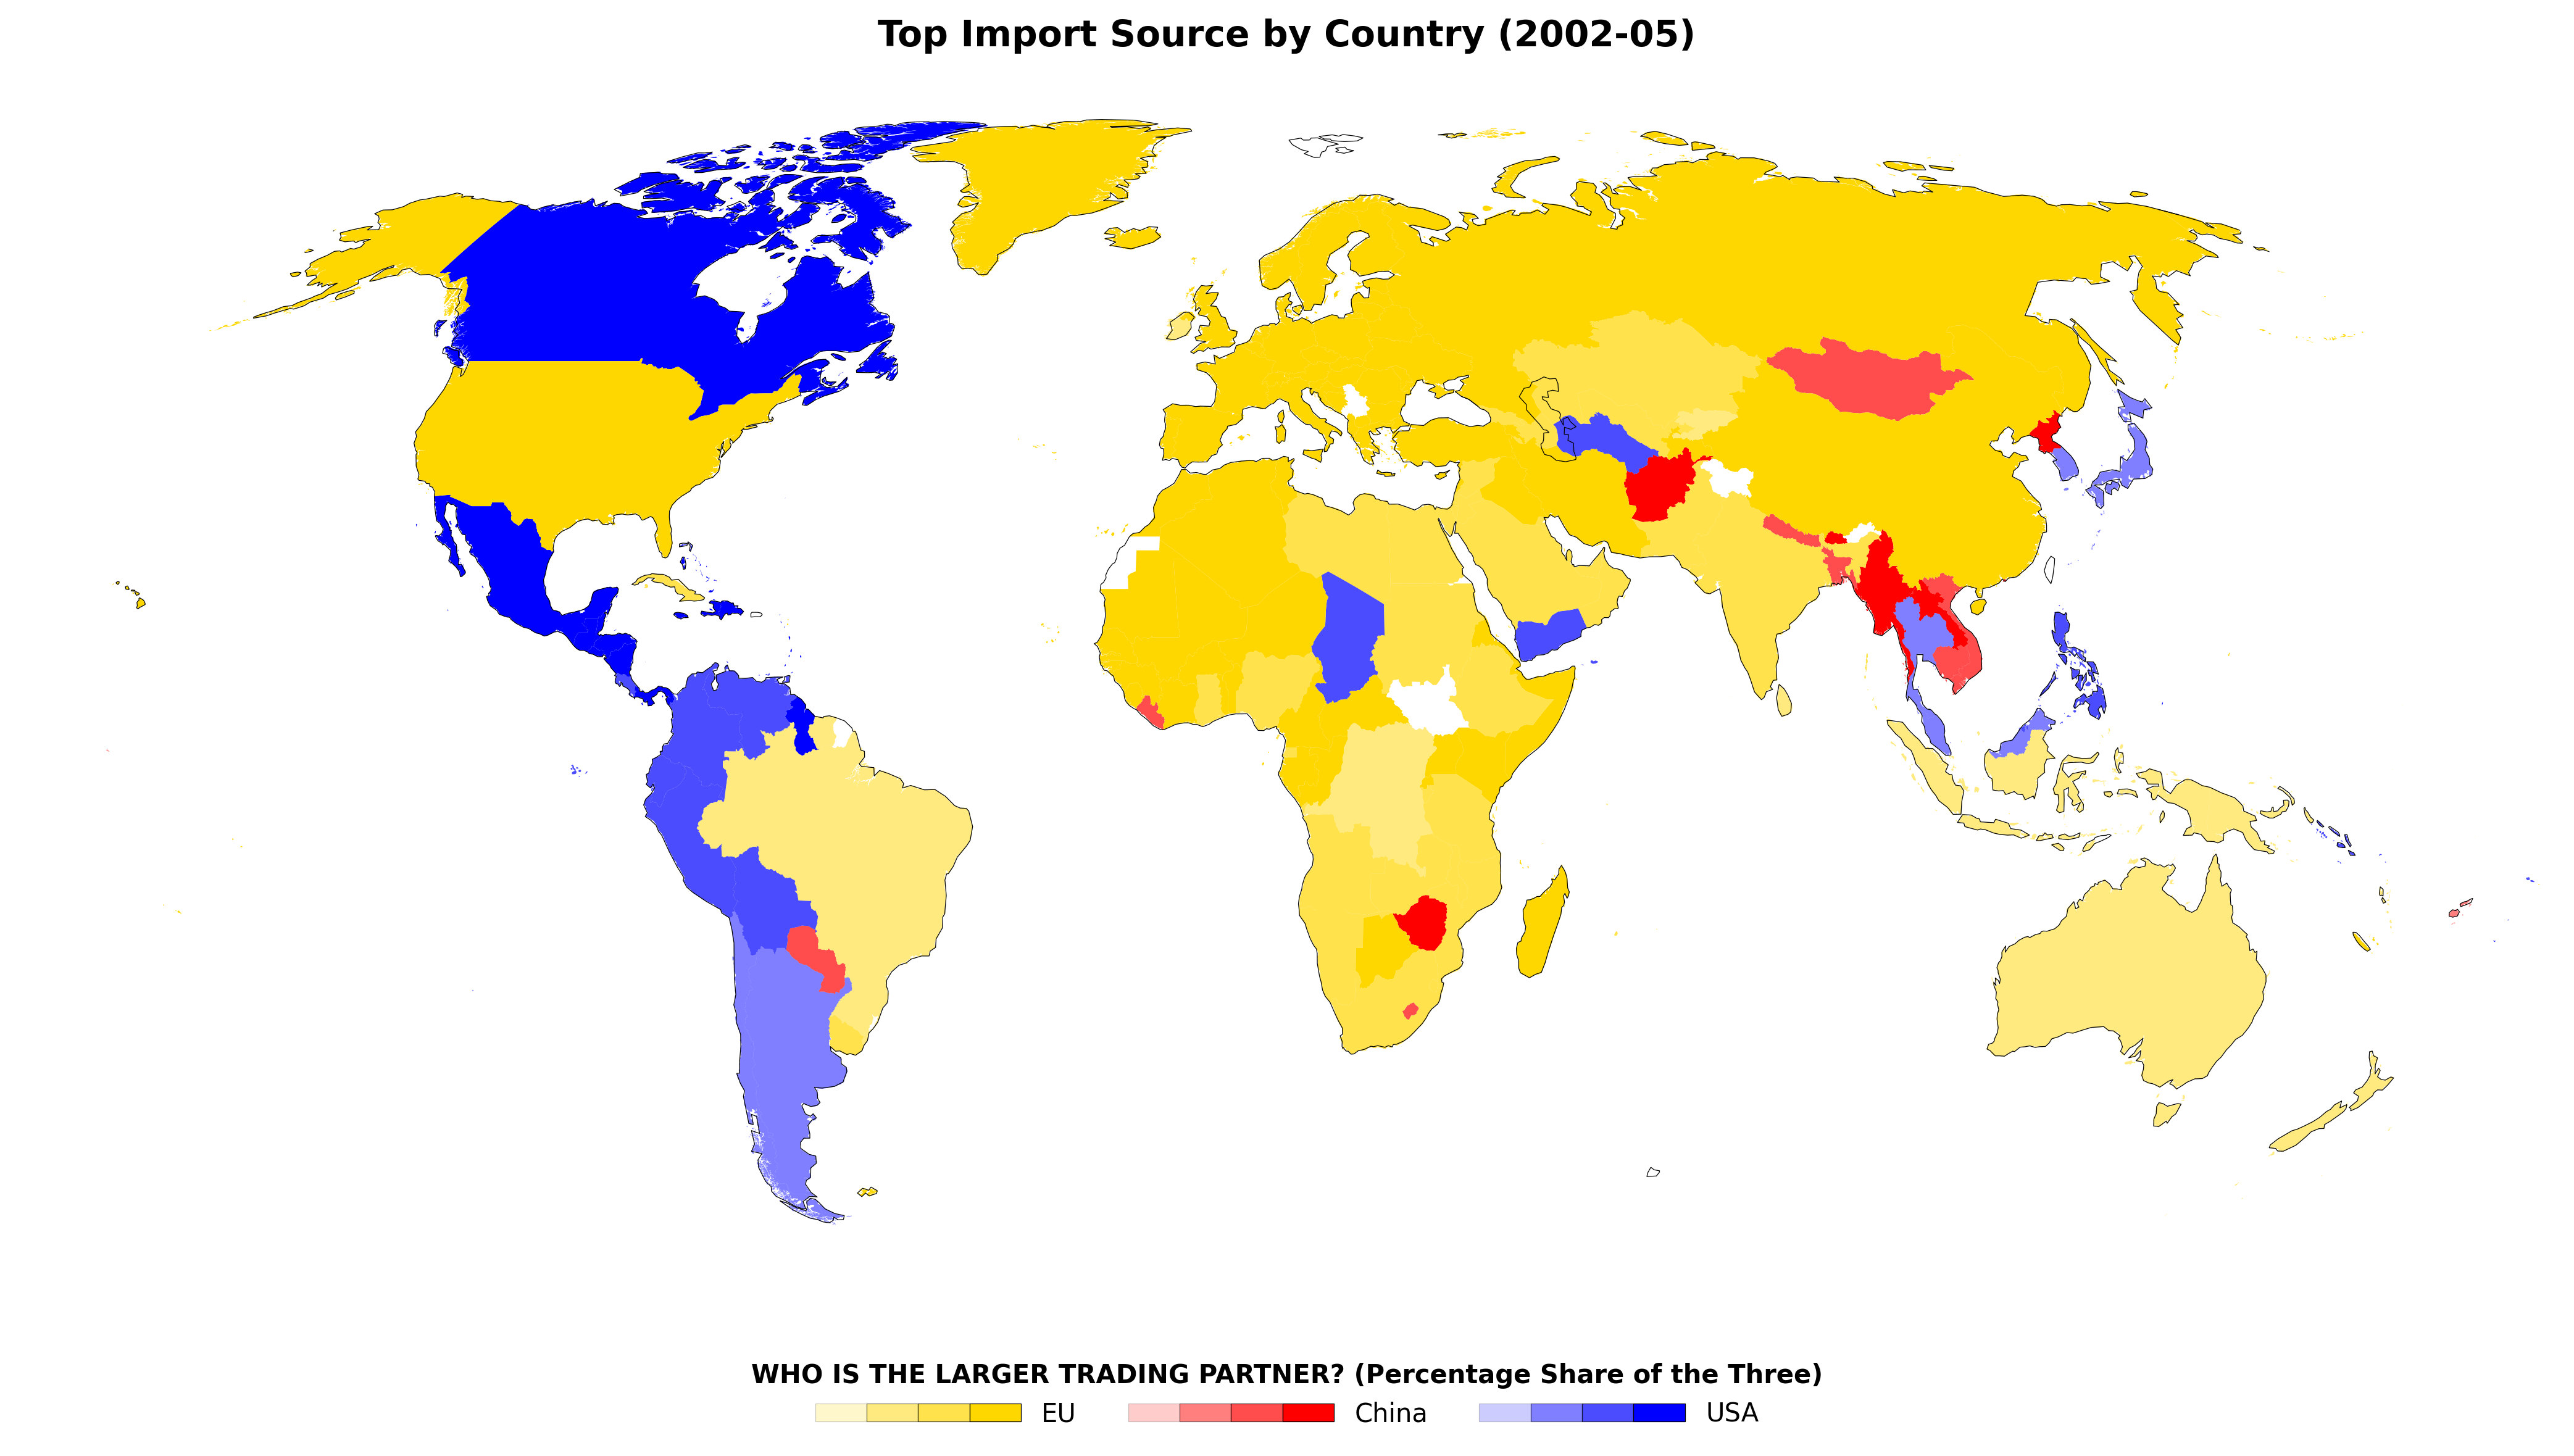 Top Import Source by Country (2002-05)
WHO IS THE LARGER TRADING PARTNER? (Percentage Share of the Three)
EU China USA